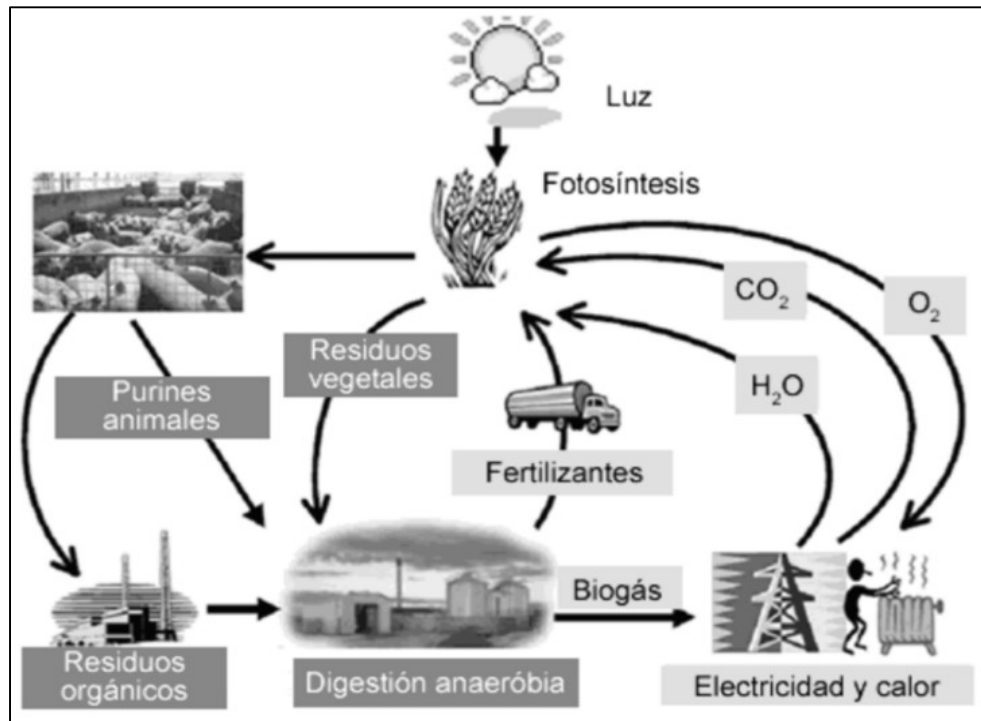 Luz
Fotosíntesis
CO₂
O₂
H₂O
Residuos
vegetales
Purines
animales
Fertilizantes
Biogás
Residuos
orgánicos
Digestión anaeróbia
Electricidad y calor